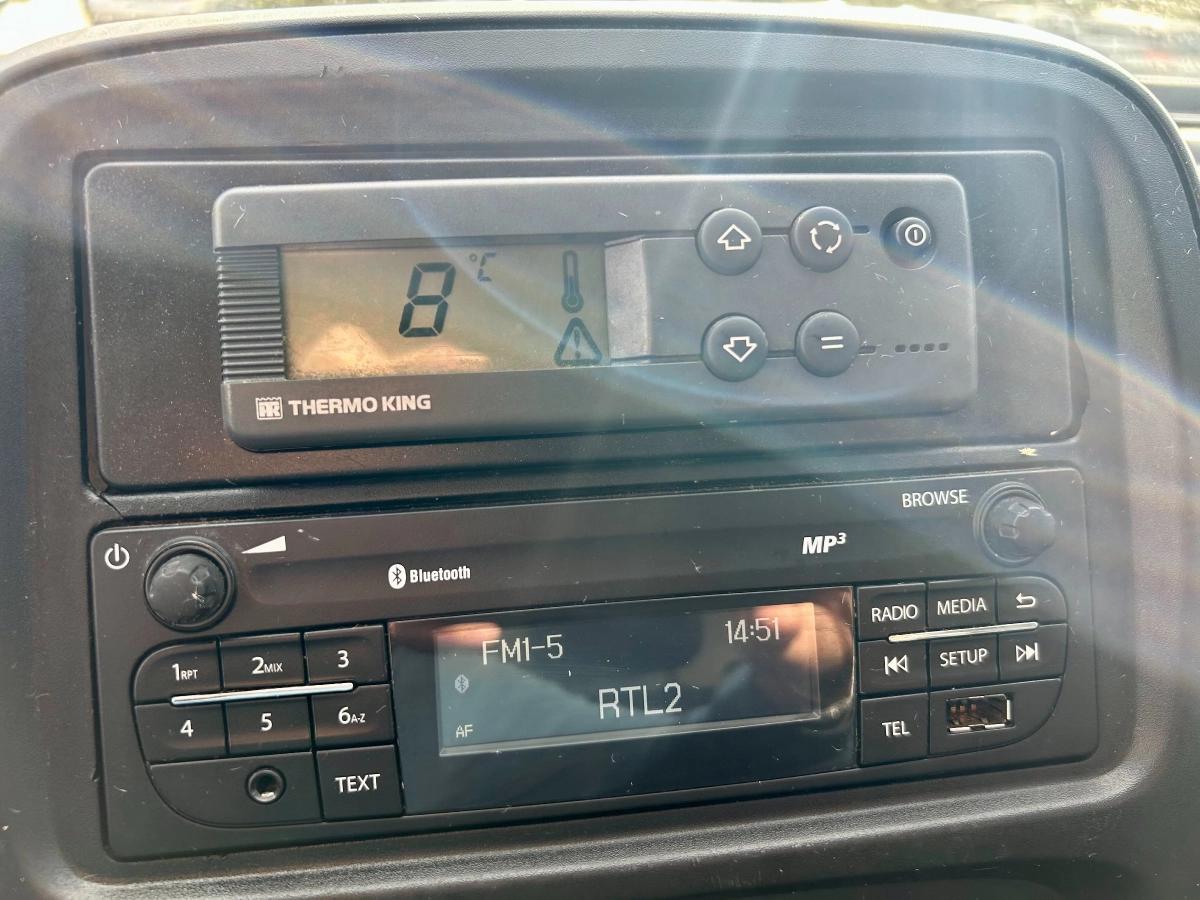 8 °C
THERMO KING
BROWSE
MP3
Bluetooth
RADIO
MEDIA
1RPT
2MIX
3
FM1-5
14:51
SETUP
4
5
6A-Z
RTL2
AF
TEL
TEXT